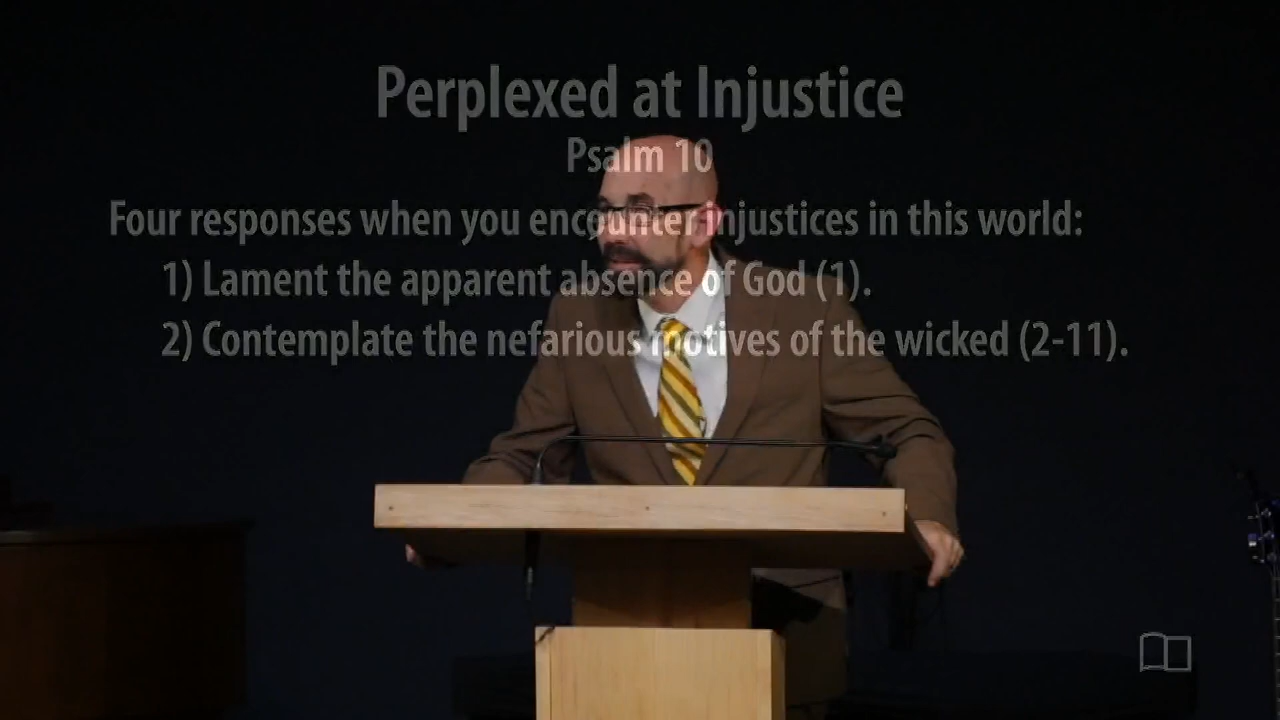 Perplexed at Injustice
Psalm 10
Four responses when you encounter injustices in this world:
1) Lament the apparent absence of God (1).
2) Contemplate the nefarious motives of the wicked (2-11).